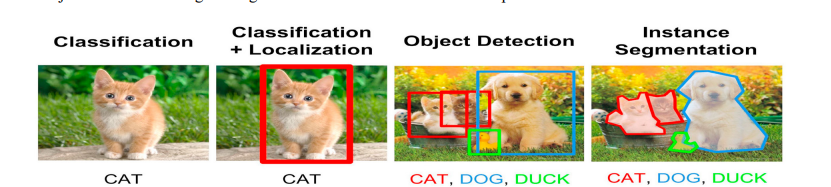 Classification
Classification
+ Localization
Object Detection
Instance
Segmentation
CAT
CAT
CAT, DOG, DUCK
CAT, DOG, DUCK